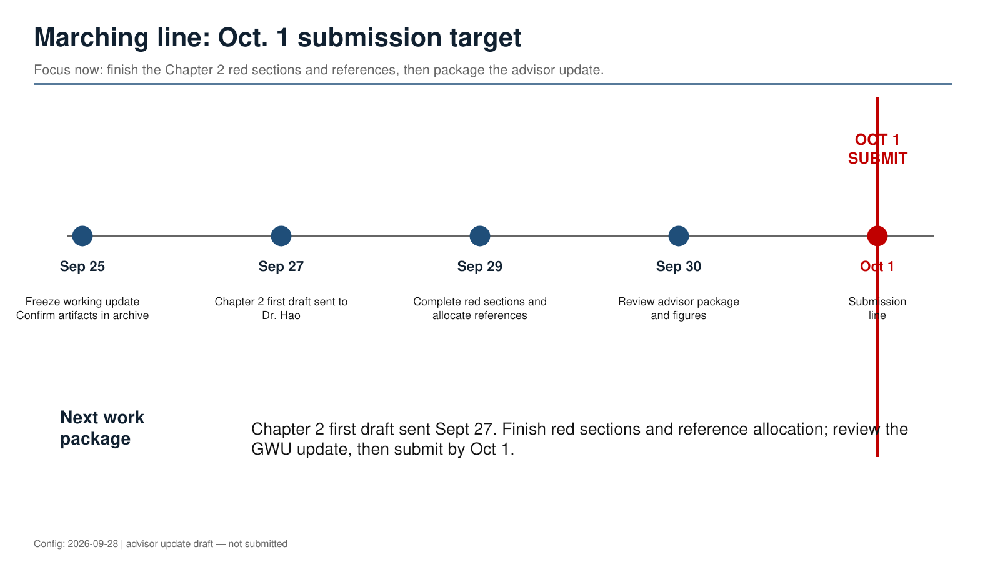 Marching line: Oct. 1 submission target
Focus now: finish the Chapter 2 red sections and references, then package the advisor update.
OCT 1
SUBMIT
Sep 25
Sep 27
Sep 29
Sep 30
Oct 1
Freeze working update
Confirm artifacts in archive
Chapter 2 first draft sent to
Dr. Hao
Complete red sections and
allocate references
Review advisor package
and figures
Submission
line
Next work
package
Chapter 2 first draft sent Sept 27. Finish red sections and reference allocation; review the
GWU update, then submit by Oct 1.
Config: 2026-09-28 | advisor update draft — not submitted